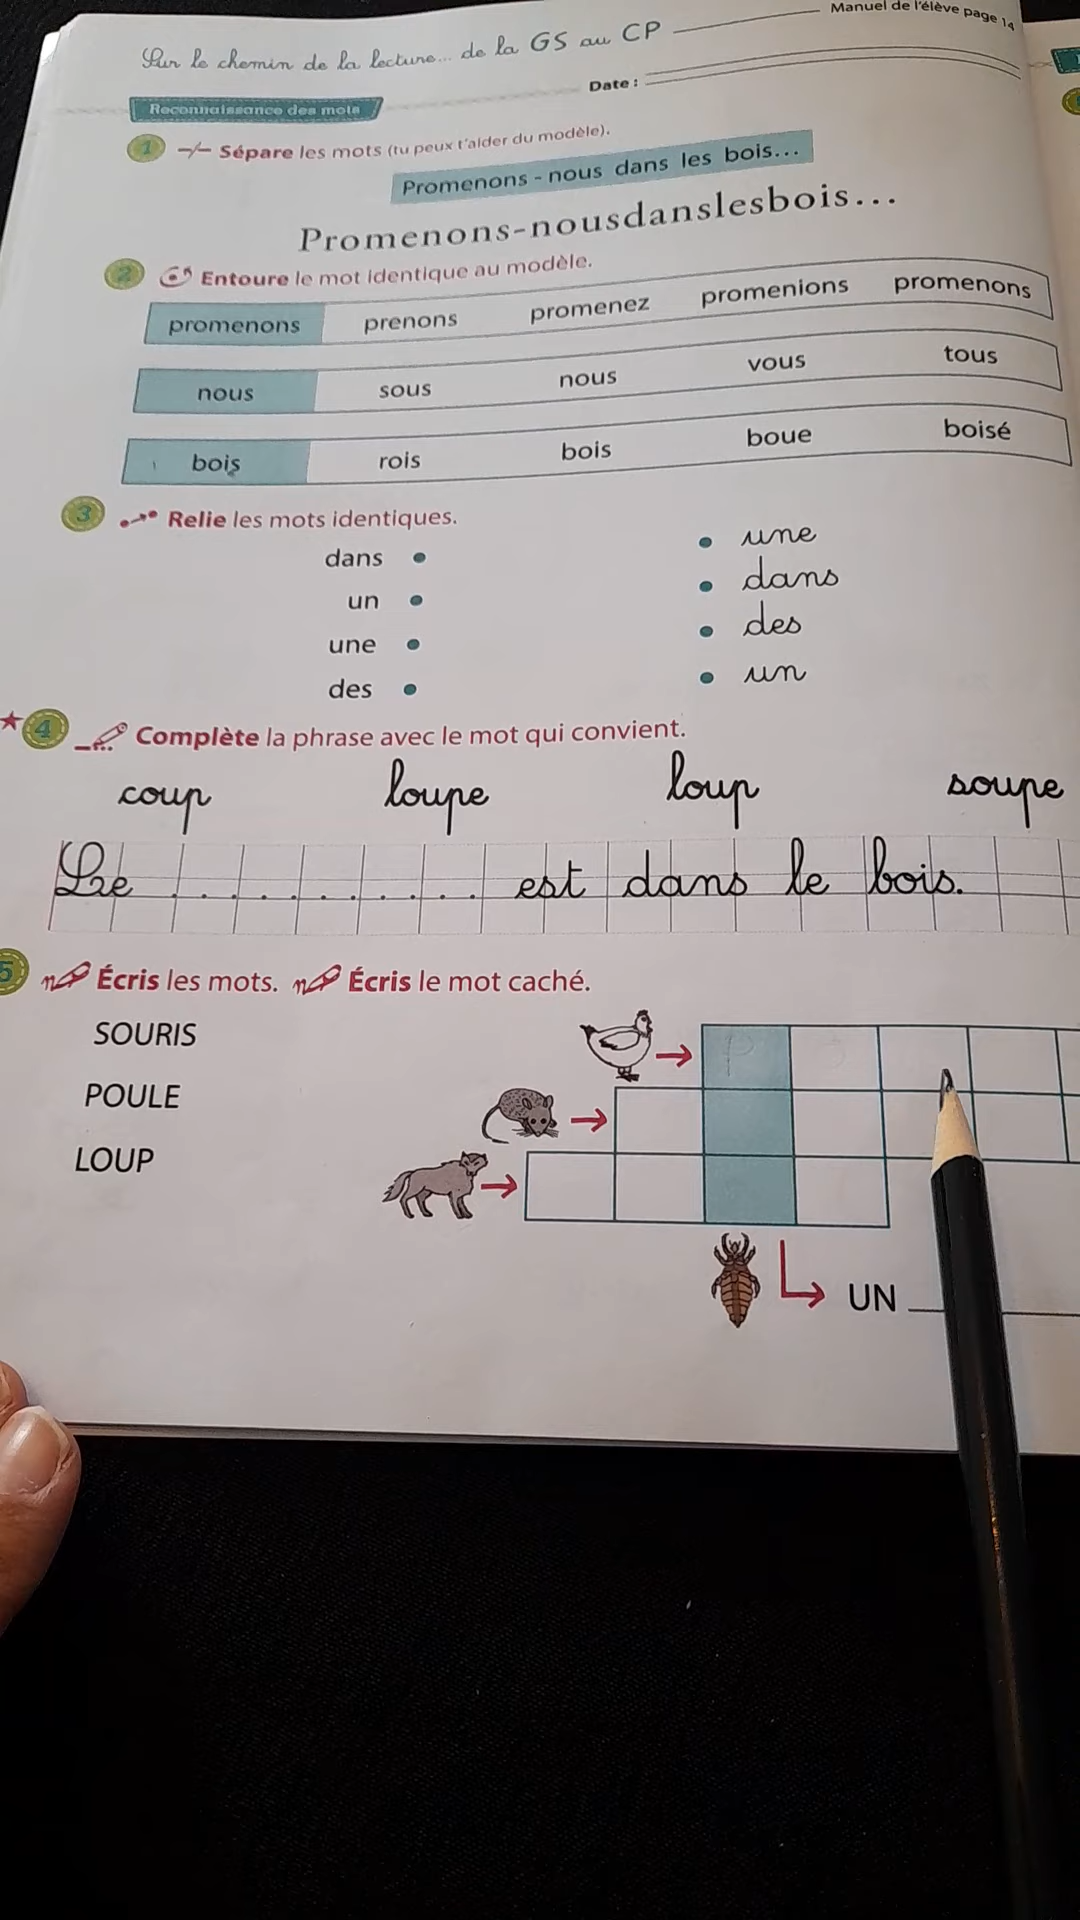 Manuel de l'élève page 14
Sur le chemin de la lecture... de la GS au CP
Date :
Reconnaissance des mots
1 Sépare les mots (tu peux t'aider du modèle).
Promenons - nous dans les bois...
Promenons-nousdanslesbois...
2 Entoure le mot identique au modèle.
promenons prenons promenez promenions promenons
nous sous nous vous tous
bois rois bois boue boisé
3 Relie les mots identiques.
dans • • une
un • • dans
une • • des
des • • un
4 Complète la phrase avec le mot qui convient.
coup loupe loup soupe
Le ......... est dans le bois.
5 Écris les mots. Écris le mot caché.
SOURIS
P
POULE
LOUP
UN